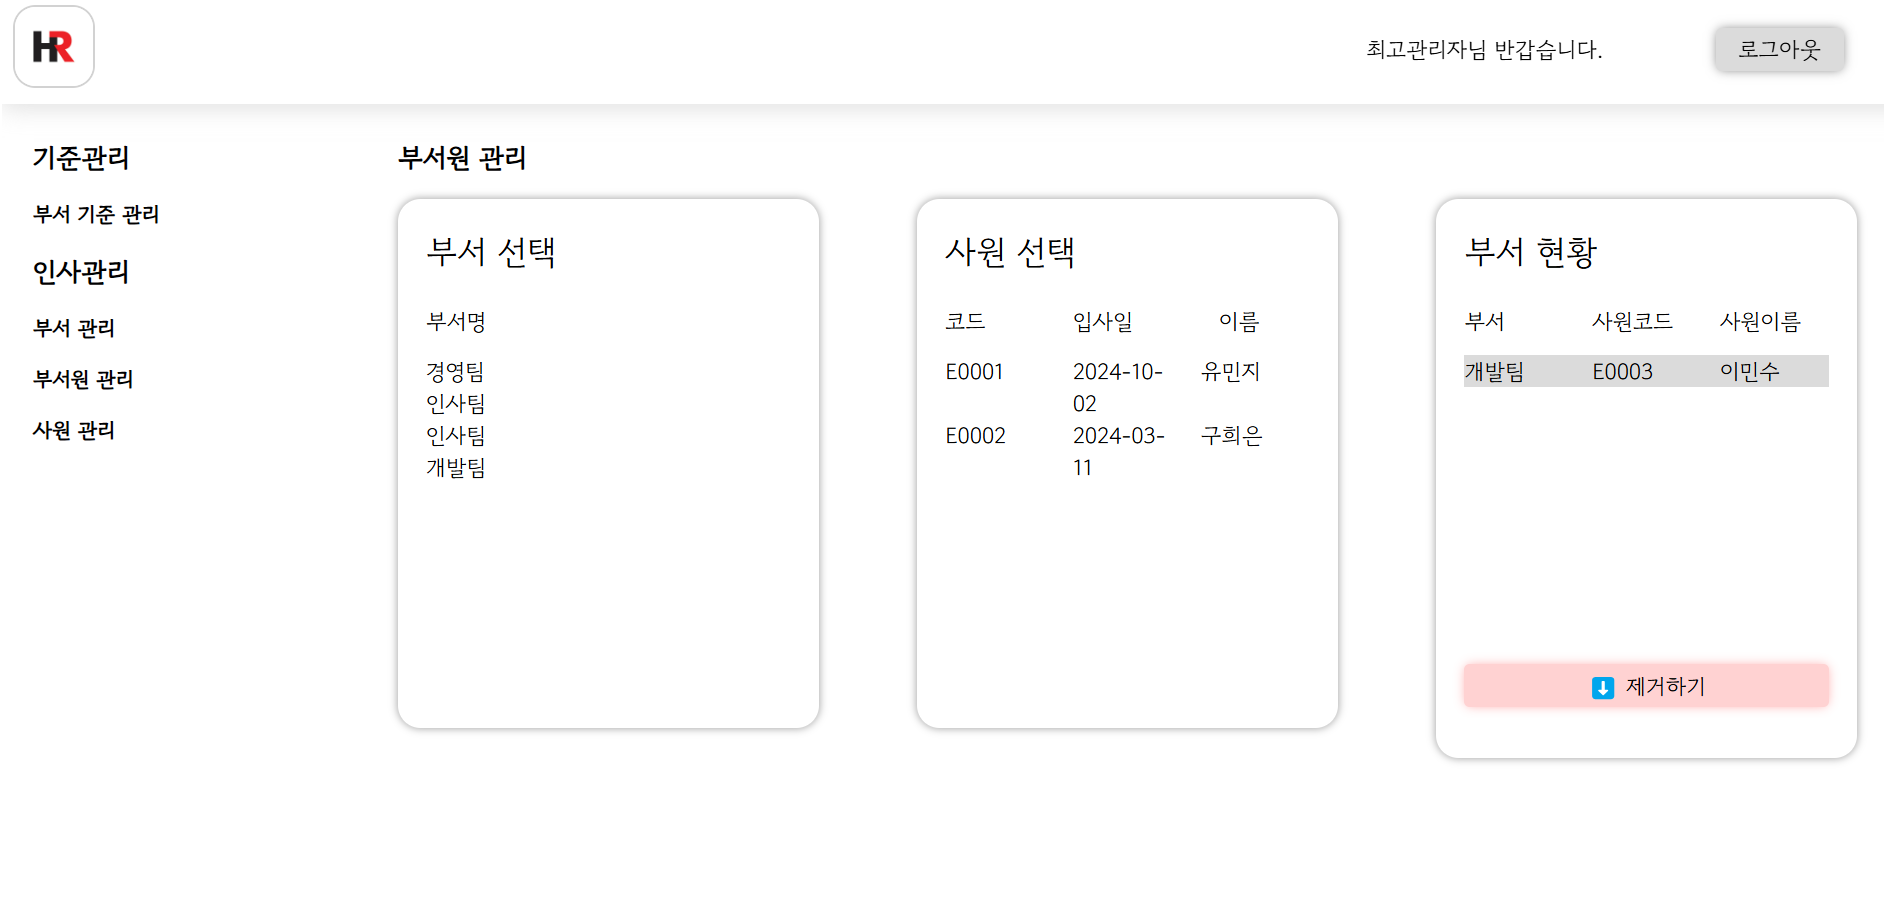 HR
최고관리자님 반갑습니다.
로그아웃
기준관리
부서 기준 관리
인사관리
부서 관리
부서원 관리
사원 관리
부서원 관리
부서 선택
부서명
경영팀
인사팀
인사팀
개발팀
사원 선택
코드 입사일 이름
E0001 2024-10- 유민지
02
E0002 2024-03- 구희은
11
부서 현황
부서 사원코드 사원이름
개발팀 E0003 이민수
⬇ 제거하기